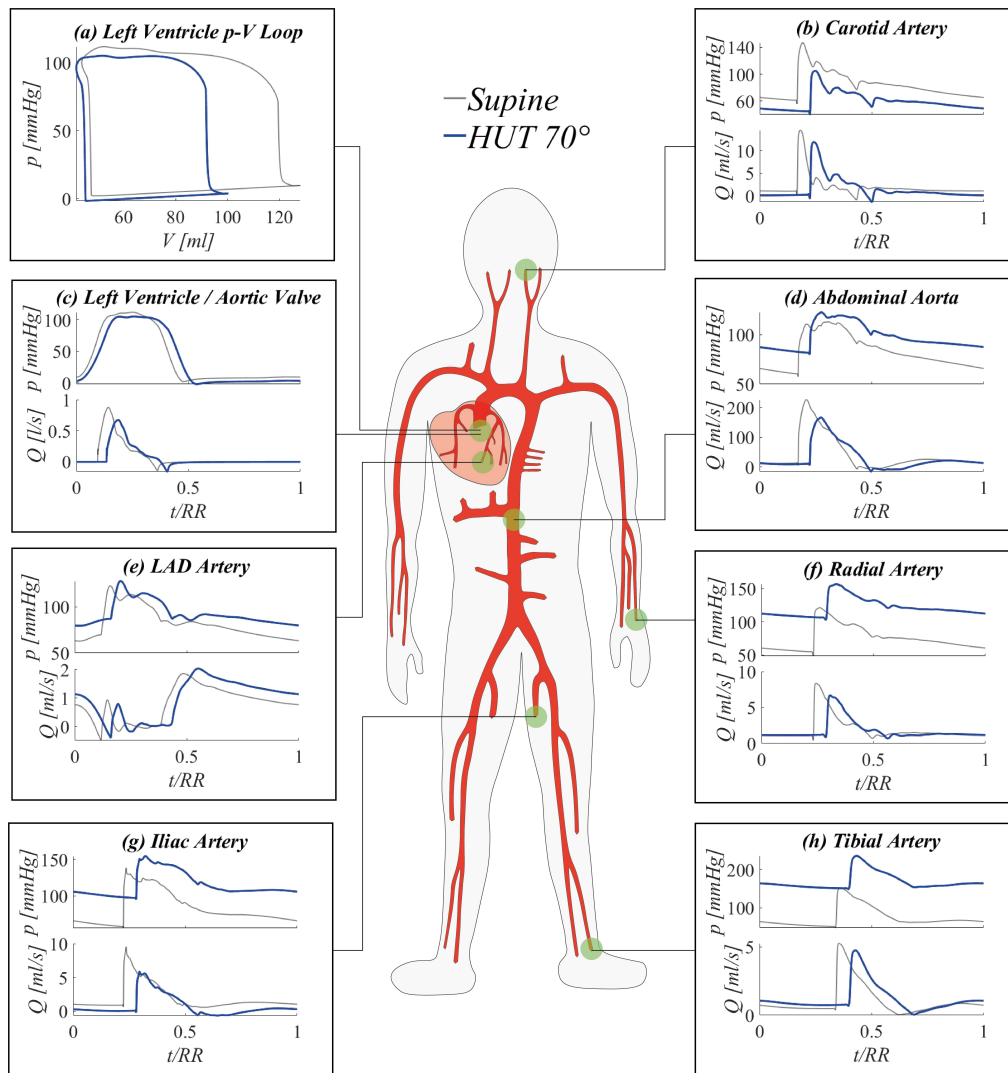 (a) Left Ventricle p-V Loop
p [mmHg]
100
50
0
60 80 100 120
V [ml]
Supine
HUT 70°
(b) Carotid Artery
p [mmHg]
140
100
60
Q [ml/s]
10
5
0
0 0.5 1
t/RR
(c) Left Ventricle / Aortic Valve
p [mmHg]
100
50
0
Q [l/s]
1
0.5
0
0 0.5 1
t/RR
(d) Abdominal Aorta
p [mmHg]
100
50
Q [ml/s]
200
100
0
0 0.5 1
t/RR
(e) LAD Artery
p [mmHg]
100
50
Q [ml/s]
2
1
0
0 0.5 1
t/RR
(f) Radial Artery
p [mmHg]
150
100
50
Q [ml/s]
10
5
0
0 0.5 1
t/RR
(g) Iliac Artery
p [mmHg]
150
100
Q [ml/s]
10
5
0
0 0.5 1
t/RR
(h) Tibial Artery
p [mmHg]
200
100
Q [ml/s]
5
0
0 0.5 1
t/RR